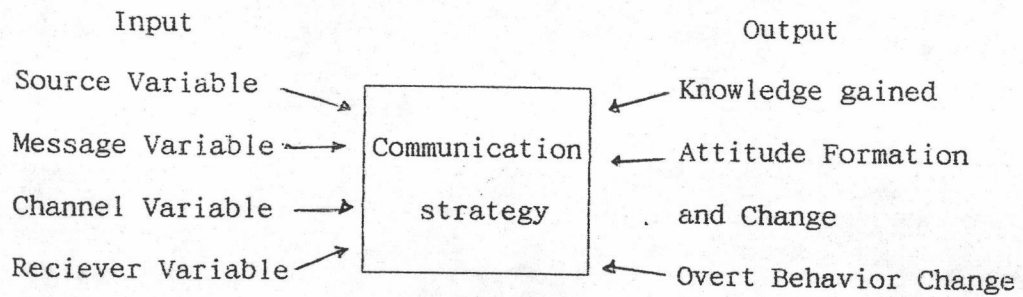 Input
Output
Source Variable
Knowledge gained
Message Variable
Communication
Attitude Formation
Channel Variable
strategy
and Change
Reciever Variable
Overt Behavior Change